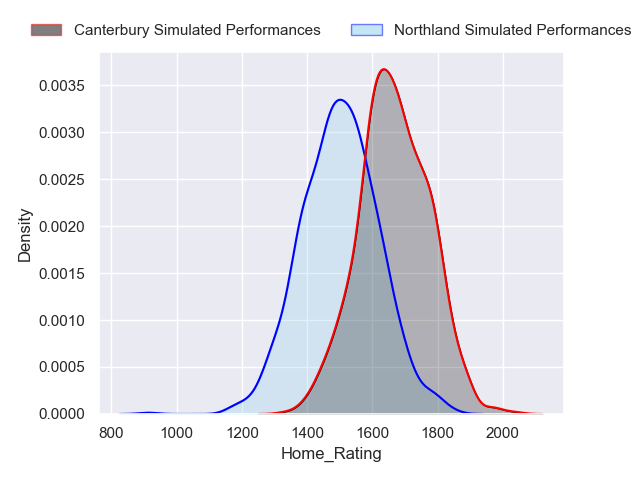 Canterbury Simulated Performances Northland Simulated Performances
0.0035
0.0030
0.0025
0.0020
0.0015
0.0010
0.0005
0.0000
Density
800 1000 1200 1400 1600 1800 2000
Home_Rating